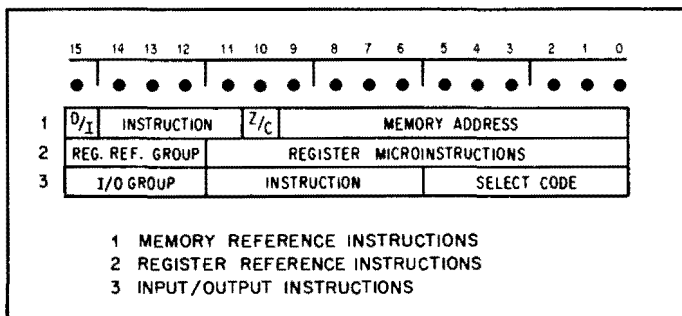 15 14 13 12 11 10 9 8 7 6 5 4 3 2 1 0
1 D/I INSTRUCTION Z/C MEMORY ADDRESS
2 REG. REF. GROUP REGISTER MICROINSTRUCTIONS
3 I/O GROUP INSTRUCTION SELECT CODE
1 MEMORY REFERENCE INSTRUCTIONS
2 REGISTER REFERENCE INSTRUCTIONS
3 INPUT/OUTPUT INSTRUCTIONS